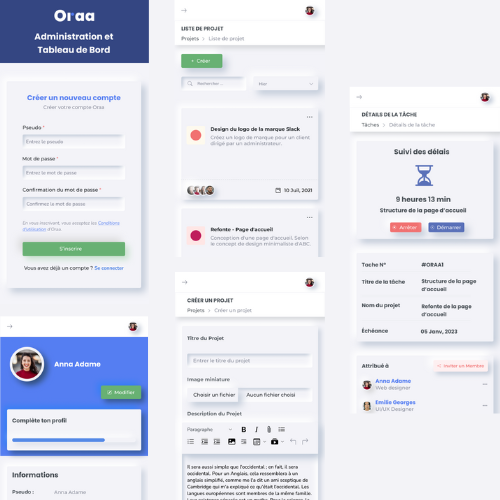 Oraa
Administration et
Tableau de Bord
Créer un nouveau compte
Créer votre compte Oraa
Pseudo *
Entrez la pseudo
Mot de passe *
Entrez le mot de passe
Confirmation du mot de passe *
Confirmez le mot de passe
En vous inscrivant, vous acceptez les Conditions
d'utilisation d'Oraa
S'inscrire
Vous avez déjà un compte ? Se connecter
Anna Adame
Modifier
Complète ton profil
Informations
Pseudo :
Anna Adame
LISTE DE PROJET
Projets > Liste de projet
+ Créer
Rechercher ...
Hier
Design du logo de la marque Slack
Créez un logo de marque pour un client
dirigé par un administrateur.
10 Juil, 2021
Refonte - Page d'accueil
Conception d'une page d'accueil. Selon
le concept de design minimaliste d'ABC.
CRÉER UN PROJET
Projets > Créer un projet
Titre du Projet
Entrer le titre du projet
Image miniature
Choisir un fichier Aucun fichier choisi
Description du Projet
Paragraphe
B I
Il sera aussi simple que l'occidental ; en fait, il sera
occidental. Pour un Anglais, cela ressemblera à un
anglais simplifié, comme me l'a dit un ami sceptique de
Cambridge qui m'a expliqué ce qu'était l'occidental. Les
langues européennes sont membres de la même famille.
DÉTAILS DE LA TÂCHE
Tâches > Détails de la tâche
Suivi des délais
9 heures 13 min
Structure de la page d'accueil
Arrêter
Démarrer
Tache N°
#ORAA1
Titre de la tâche
Structure de la page
d'accueil
Nom du projet
Refonte de la page
d'accueil
Échéance
05 Janv, 2023
Attribué à
Inviter un Membre
Anna Adame
Web designer
Emilie Georges
UI/UX Designer